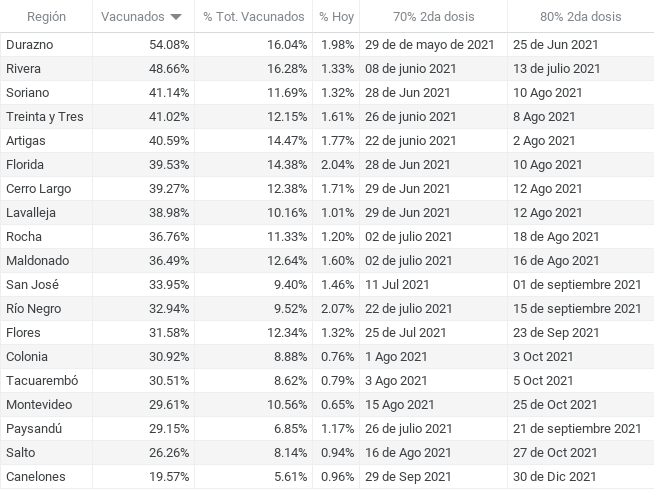 Región Vacunados % Tot. Vacunados % Hoy 70% 2da dosis 80% 2da dosis
Durazno 54.08% 16.04% 1.98% 29 de de mayo de 2021 25 de Jun 2021
Rivera 48.66% 16.28% 1.33% 08 de junio 2021 13 de julio 2021
Soriano 41.14% 11.69% 1.32% 28 de Jun 2021 10 Ago 2021
Treinta y Tres 41.02% 12.15% 1.61% 26 de junio 2021 8 Ago 2021
Artigas 40.59% 14.47% 1.77% 22 de junio 2021 2 Ago 2021
Florida 39.53% 14.38% 2.04% 28 de Jun 2021 10 Ago 2021
Cerro Largo 39.27% 12.38% 1.71% 29 de Jun 2021 12 Ago 2021
Lavalleja 38.98% 10.16% 1.01% 29 de Jun 2021 12 Ago 2021
Rocha 36.76% 11.33% 1.20% 02 de julio 2021 18 de Ago 2021
Maldonado 36.49% 12.64% 1.60% 02 de julio 2021 16 de Ago 2021
San José 33.95% 9.40% 1.46% 11 Jul 2021 01 de septiembre 2021
Río Negro 32.94% 9.52% 2.07% 22 de julio 2021 15 de septiembre 2021
Flores 31.58% 12.34% 1.32% 25 de Jul 2021 23 de Sep 2021
Colonia 30.92% 8.88% 0.76% 1 Ago 2021 3 Oct 2021
Tacuarembó 30.51% 8.62% 0.79% 3 Ago 2021 5 Oct 2021
Montevideo 29.61% 10.56% 0.65% 15 Ago 2021 25 de Oct 2021
Paysandú 29.15% 6.85% 1.17% 26 de julio 2021 21 de septiembre 2021
Salto 26.26% 8.14% 0.94% 16 de Ago 2021 27 de Oct 2021
Canelones 19.57% 5.61% 0.96% 29 de Sep 2021 30 de Dic 2021